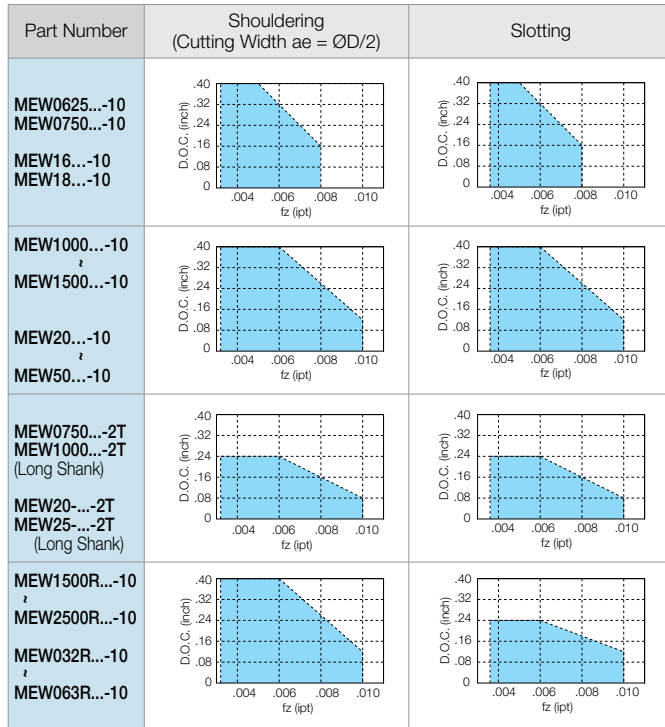 Part Number
Shouldering
(Cutting Width ae = ØD/2)
Slotting
MEW0625...-10
MEW0750...-10
MEW16...-10
MEW18...-10
D.O.C. (inch)
.40
.32
.24
.16
.08
0
.004 .006 .008 .010
fz (ipt)
D.O.C. (inch)
.40
.32
.24
.16
.08
0
.004 .006 .008 .010
fz (ipt)
MEW1000...-10
~
MEW1500...-10
MEW20...-10
~
MEW50...-10
D.O.C. (inch)
.40
.32
.24
.16
.08
0
.004 .006 .008 .010
fz (ipt)
D.O.C. (inch)
.40
.32
.24
.16
.08
0
.004 .006 .008 .010
fz (ipt)
MEW0750...-2T
MEW1000...-2T
(Long Shank)
MEW20-...-2T
MEW25-...-2T
(Long Shank)
D.O.C. (inch)
.40
.32
.24
.16
.08
0
.004 .006 .008 .010
fz (ipt)
D.O.C. (inch)
.40
.32
.24
.16
.08
0
.004 .006 .008 .010
fz (ipt)
MEW1500R...-10
~
MEW2500R...-10
MEW032R...-10
~
MEW063R...-10
D.O.C. (inch)
.40
.32
.24
.16
.08
0
.004 .006 .008 .010
fz (ipt)
D.O.C. (inch)
.40
.32
.24
.16
.08
0
.004 .006 .008 .010
fz (ipt)